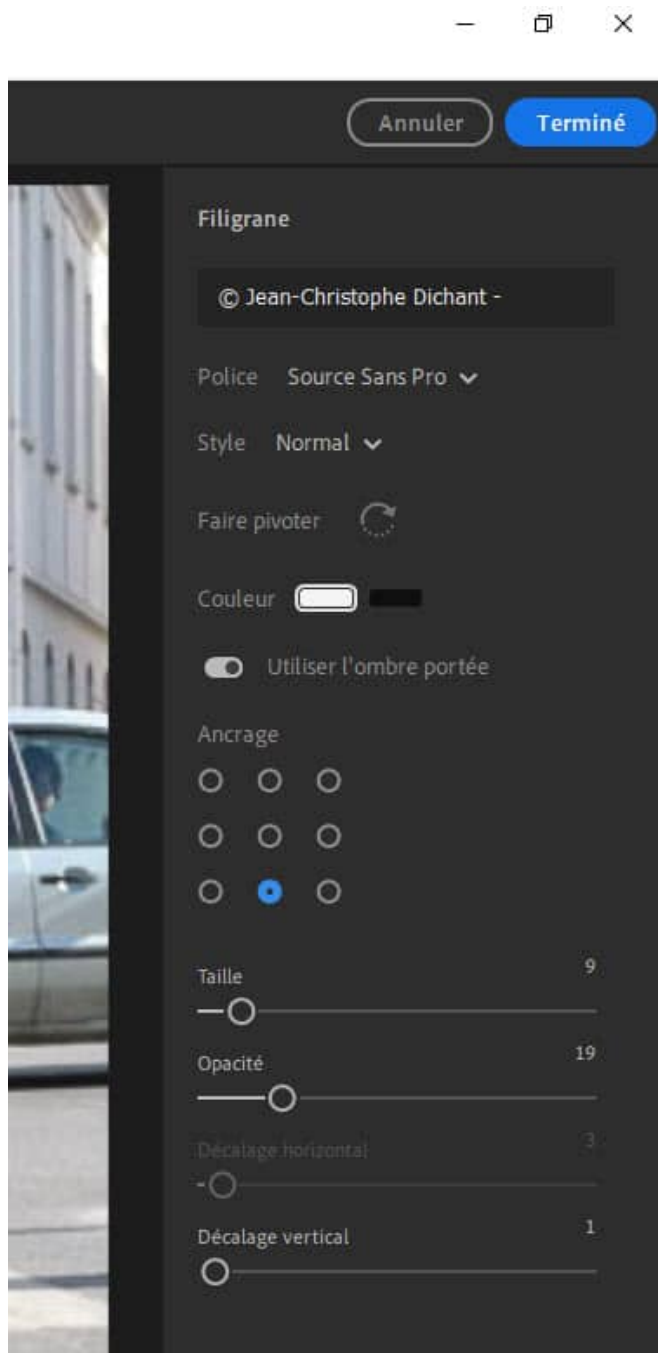 Annuler Terminé
Filigrane
© Jean-Christophe Dichant -
Police Source Sans Pro
Style Normal
Faire pivoter
Couleur
Utiliser l'ombre portée
Ancrage
Taille 9
Opacité 19
Décalage horizontal 3
Décalage vertical 1